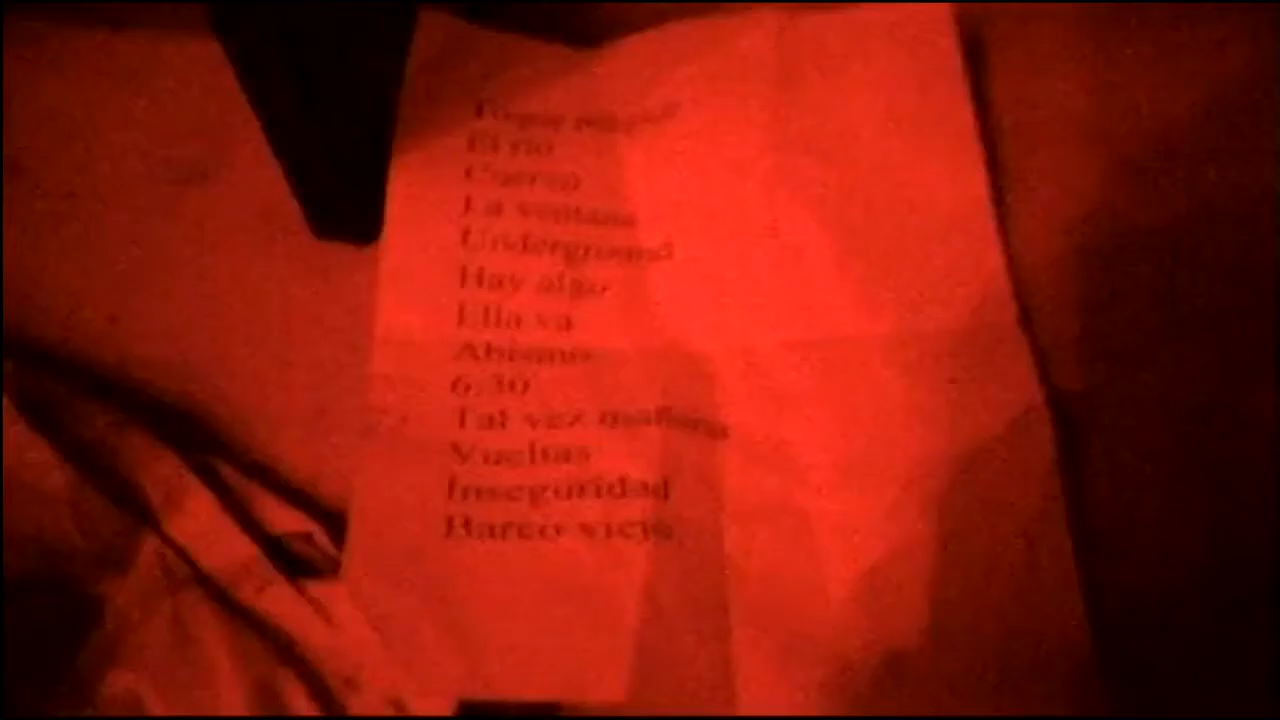 Toque
El río
Cuervo
La ventana
Underground
Hay algo
Ella va
Abismo
6:30
Tal vez mañana
Vueltas
Inseguridad
Barco viejo